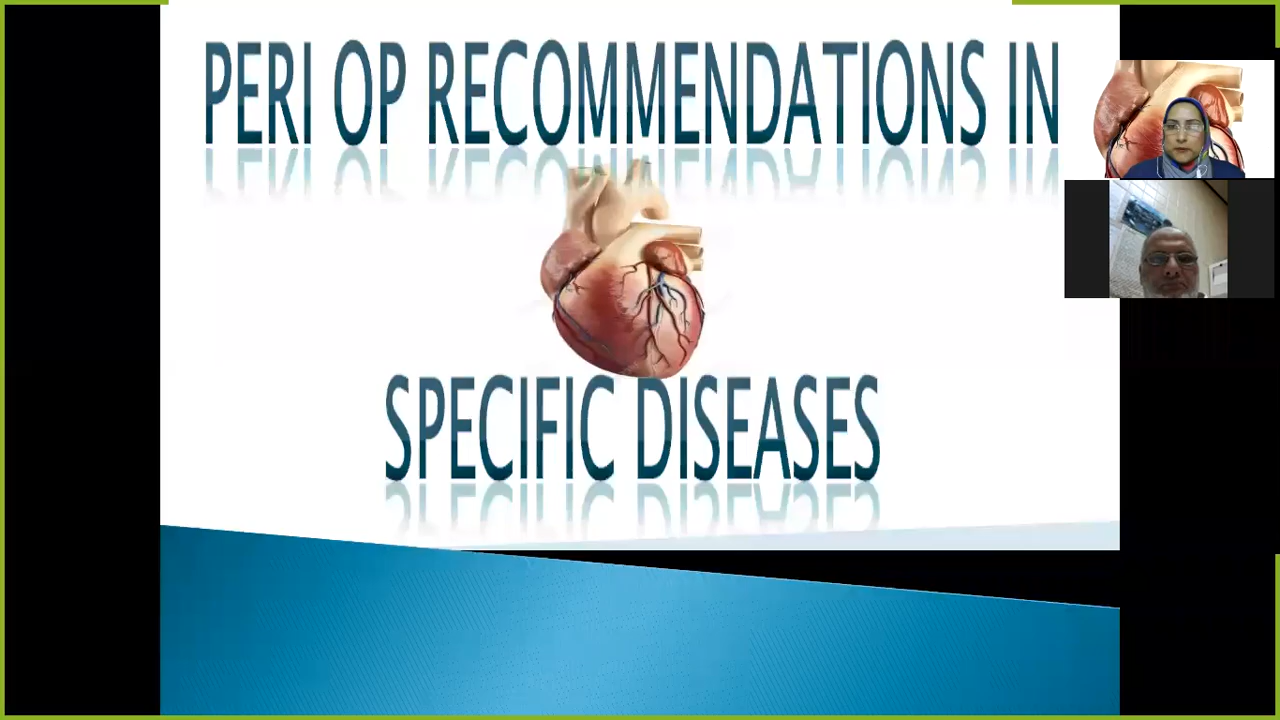 PERI OP RECOMMENDATIONS IN
SPECIFIC DISEASES